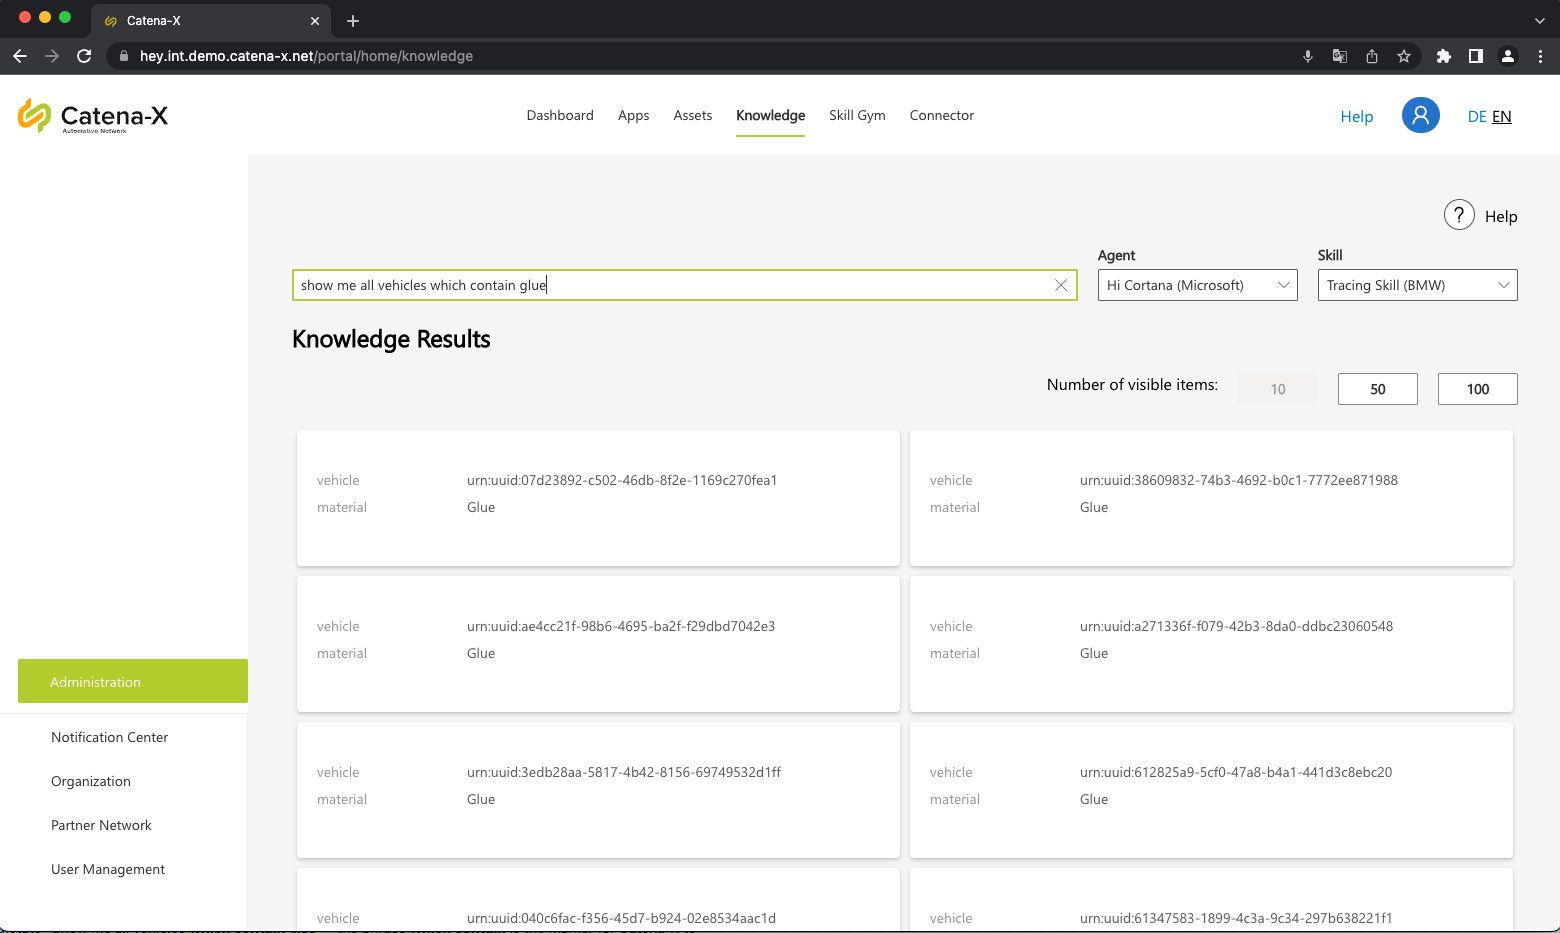 Catena-X
hey.int.demo.catena-x.net/portal/home/knowledge
Catena-X
Automotive Network
Dashboard Apps Assets Knowledge Skill Gym Connector
Help DE EN
? Help
Agent Skill
show me all vehicles which contain glue Hi Cortana (Microsoft) Tracing Skill (BMW)
Knowledge Results
Number of visible items: 10 50 100
vehicle urn:uuid:07d23892-c502-46db-8f2e-1169c270fea1
material Glue
vehicle urn:uuid:38609832-74b3-4692-b0c1-7772ee871988
material Glue
vehicle urn:uuid:ae4cc21f-98b6-4695-ba2f-f29dbd7042e3
material Glue
vehicle urn:uuid:a271336f-f079-42b3-8da0-ddbc23060548
material Glue
vehicle urn:uuid:3edb28aa-5817-4b42-8156-69749532d1ff
material Glue
vehicle urn:uuid:612825a9-5cf0-47a8-b4a1-441d3c8ebc20
material Glue
vehicle urn:uuid:040c6fac-f356-45d7-b924-02e8534aac1d
vehicle urn:uuid:61347583-1899-4c3a-9c34-297b638221f1
Administration
Notification Center
Organization
Partner Network
User Management